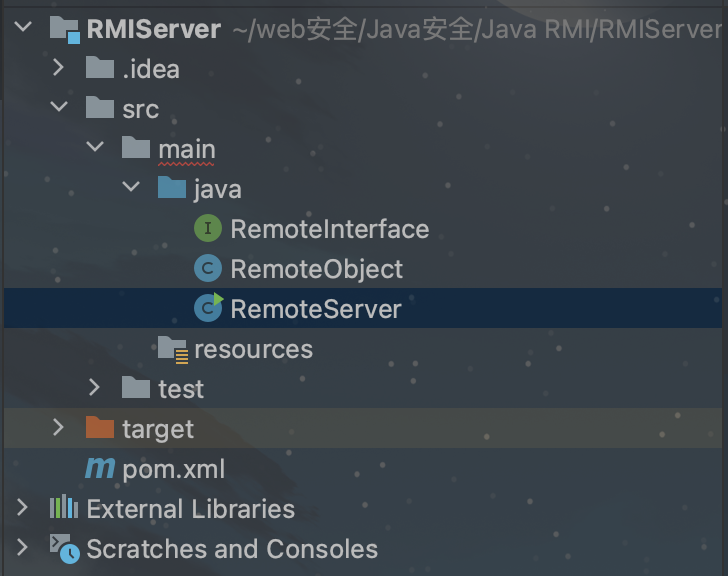 RMIServer ~/web安全/Java安全/Java RMI/RMIServer
.idea
src
main
java
I RemoteInterface
C RemoteObject
C RemoteServer
resources
test
target
m pom.xml
External Libraries
Scratches and Consoles